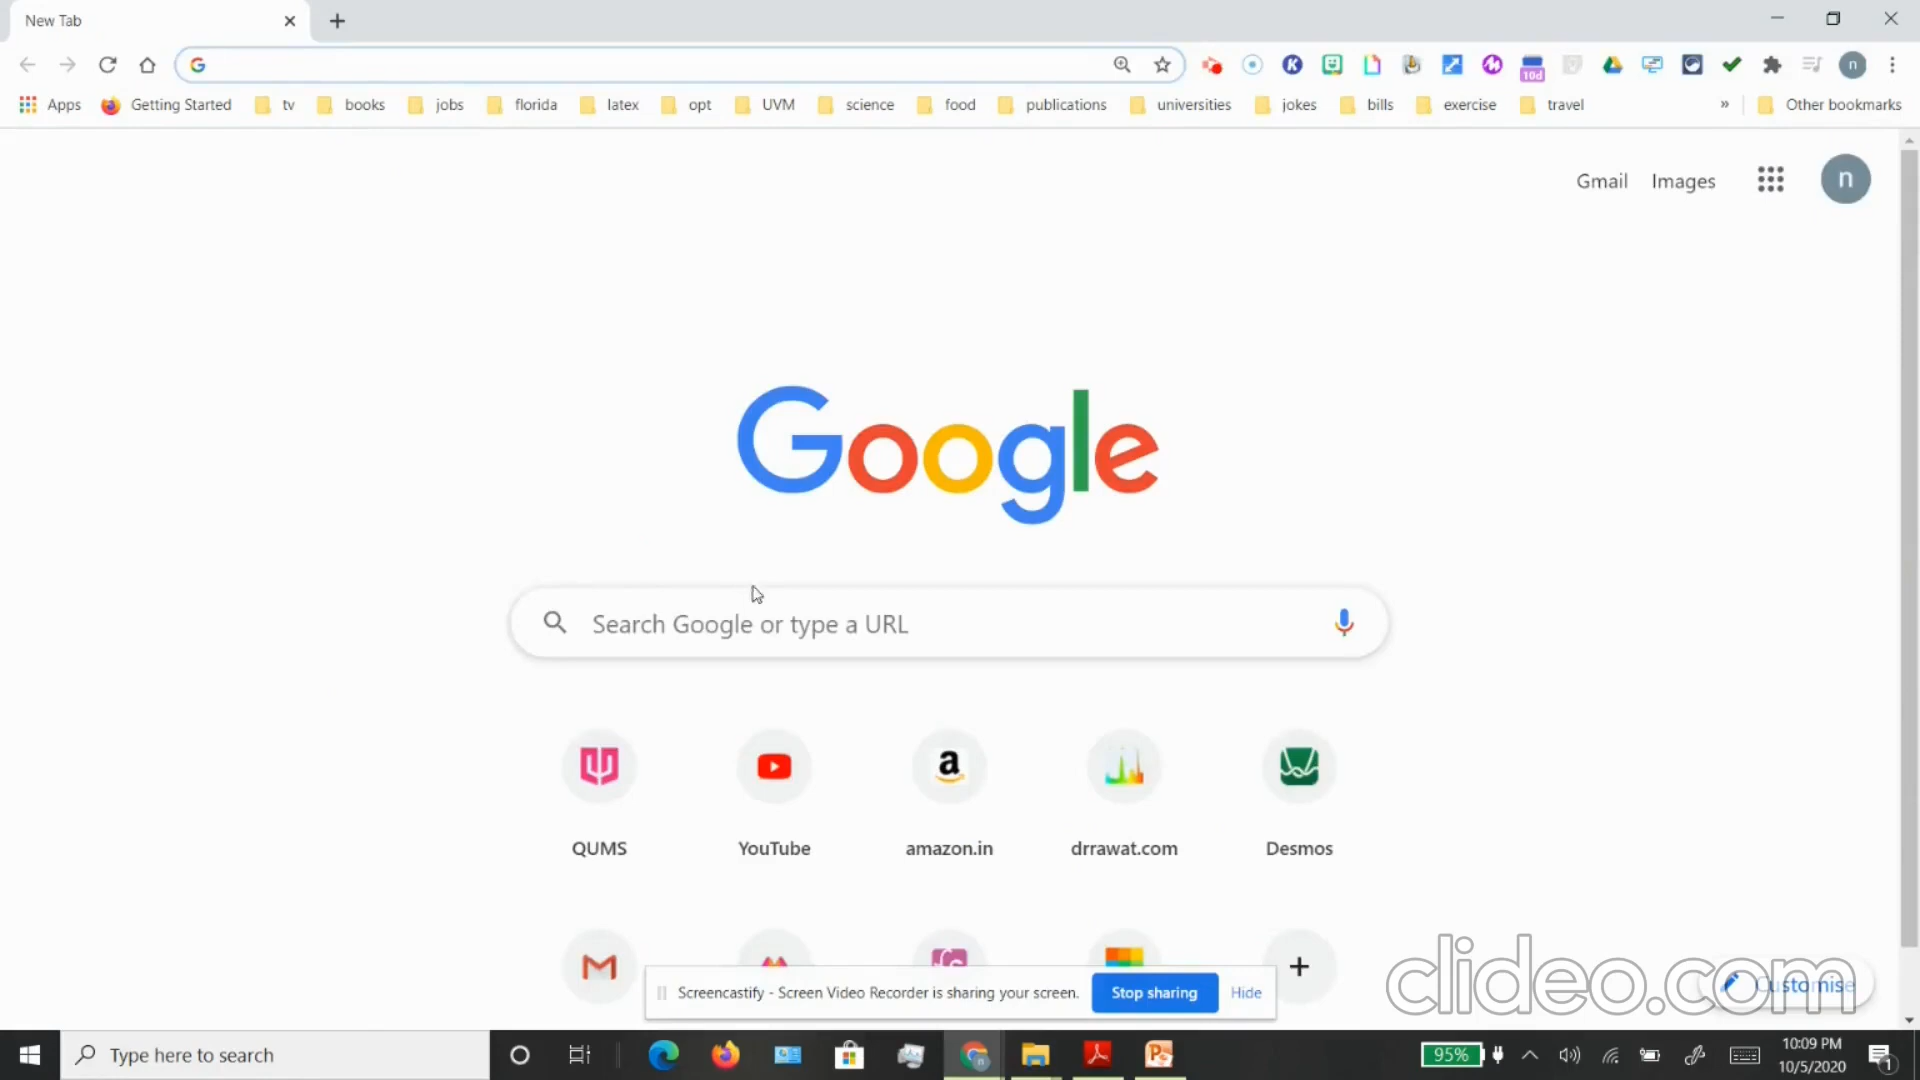 New Tab
Apps Getting Started tv books jobs florida latex opt UVM science food publications universities jokes bills exercise travel » Other bookmarks
10d
n
Gmail Images n
Google
Search Google or type a URL
QUMS YouTube amazon.in drrawat.com Desmos
Screencastify - Screen Video Recorder is sharing your screen. Stop sharing Hide
Customise
clideo.com
Type here to search
95%
10:09 PM
10/5/2020
1